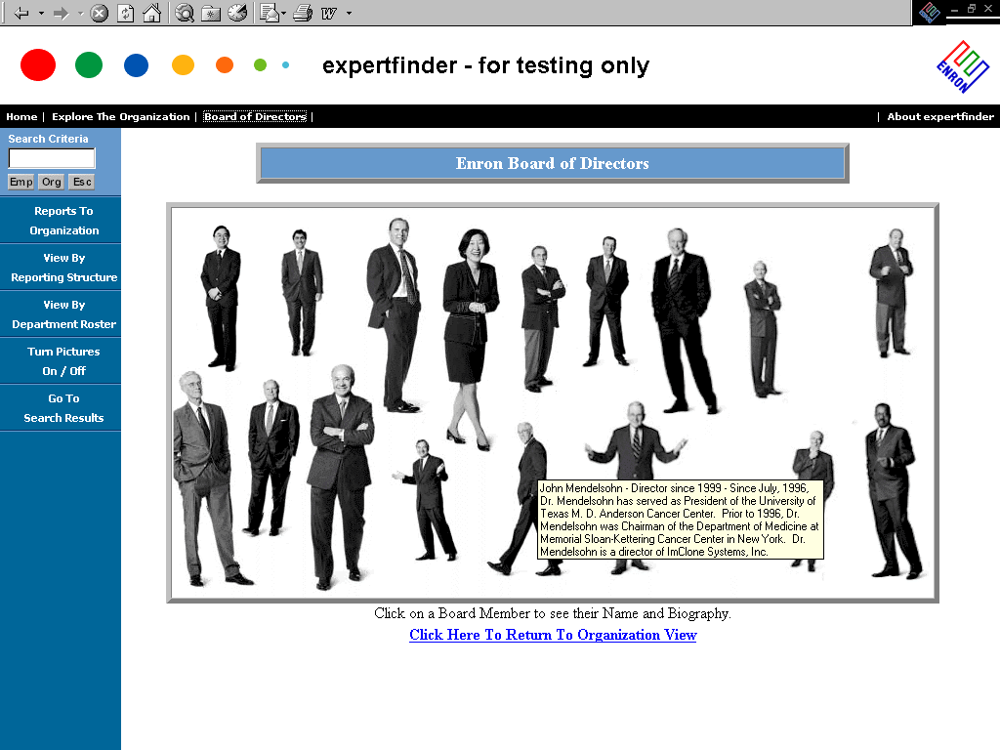 expertfinder - for testing only
ENRON
Home | Explore The Organization | Board of Directors |
| About expertfinder
Search Criteria
Emp Org Esc
Reports To
Organization
View By
Reporting Structure
View By
Department Roster
Turn Pictures
On / Off
Go To
Search Results
Enron Board of Directors
John Mendelsohn - Director since 1999 - Since July, 1996,
Dr. Mendelsohn has served as President of the University of
Texas M. D. Anderson Cancer Center. Prior to 1996, Dr.
Mendelsohn was Chairman of the Department of Medicine at
Memorial Sloan-Kettering Cancer Center in New York. Dr.
Mendelsohn is a director of ImClone Systems, Inc.
Click on a Board Member to see their Name and Biography.
Click Here To Return To Organization View